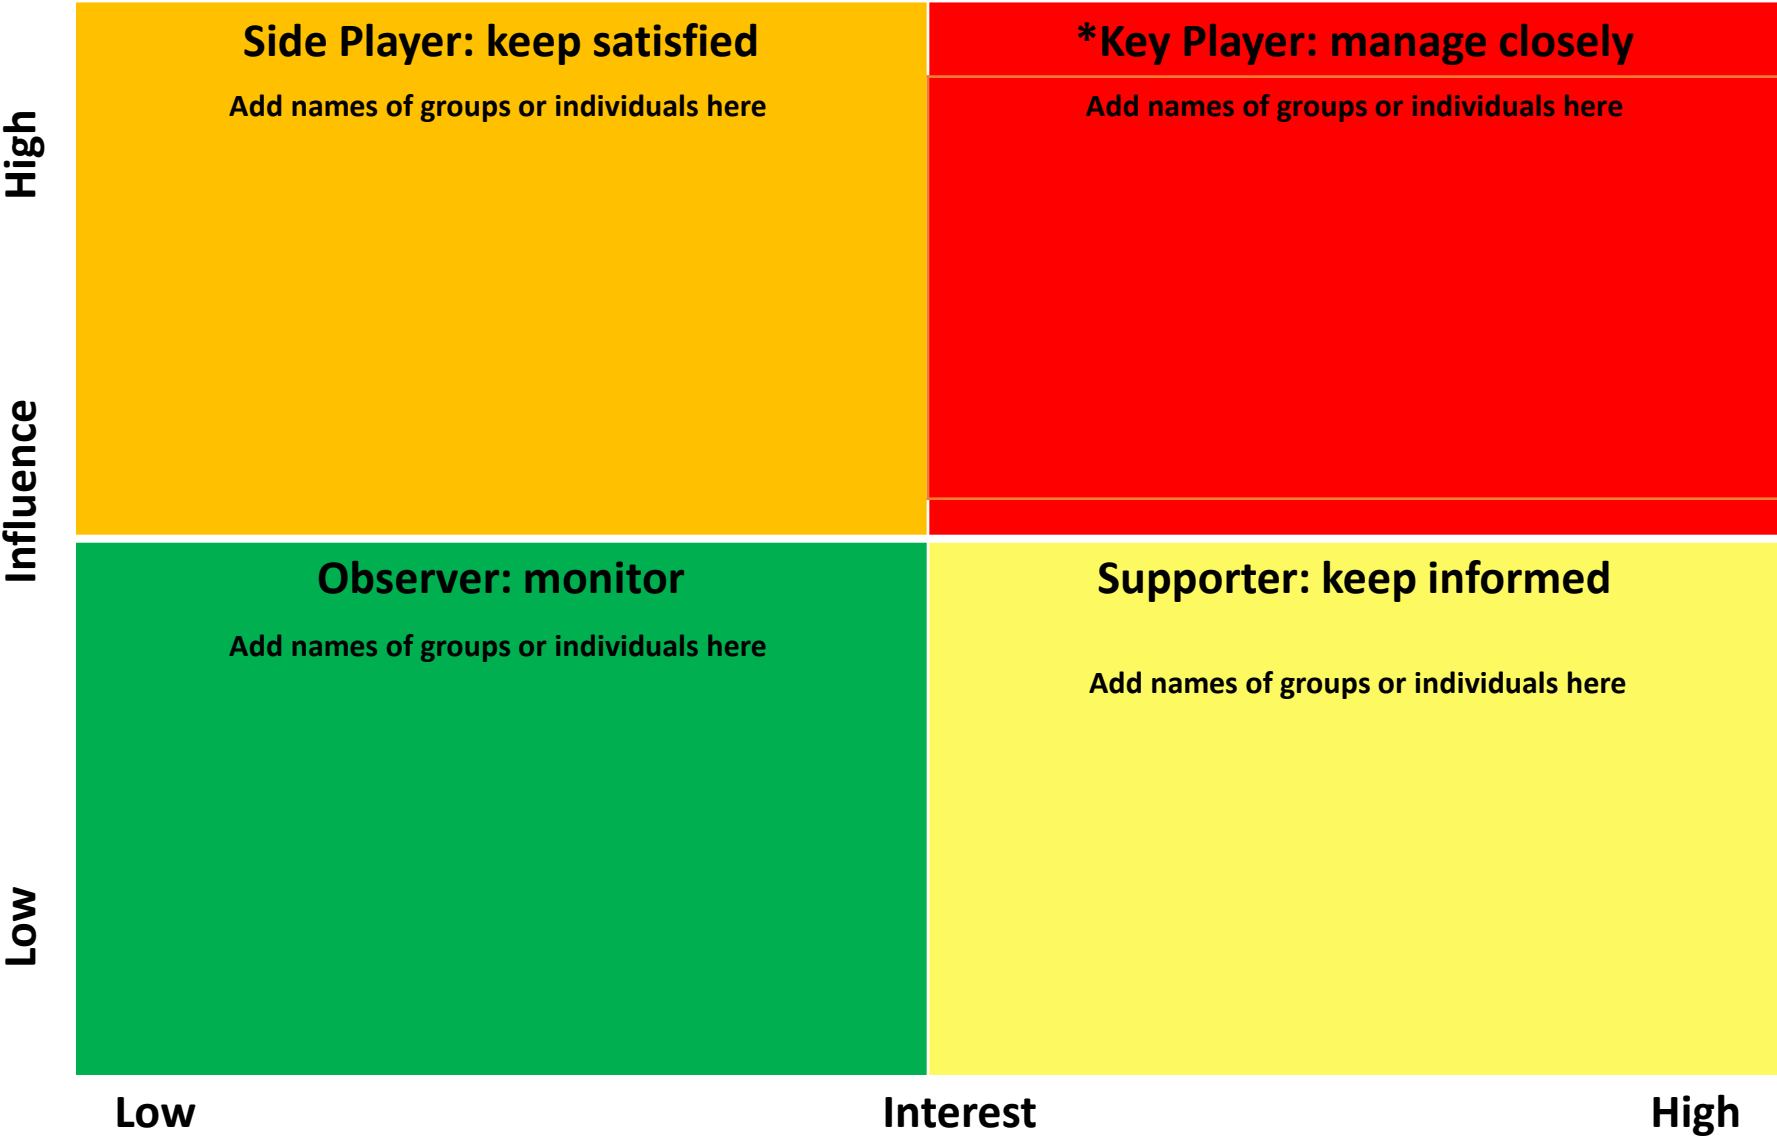 Side Player: keep satisfied
Add names of groups or individuals here
*Key Player: manage closely
Add names of groups or individuals here
High
Influence
Low
Observer: monitor
Add names of groups or individuals here
Supporter: keep informed
Add names of groups or individuals here
Low
Interest
High